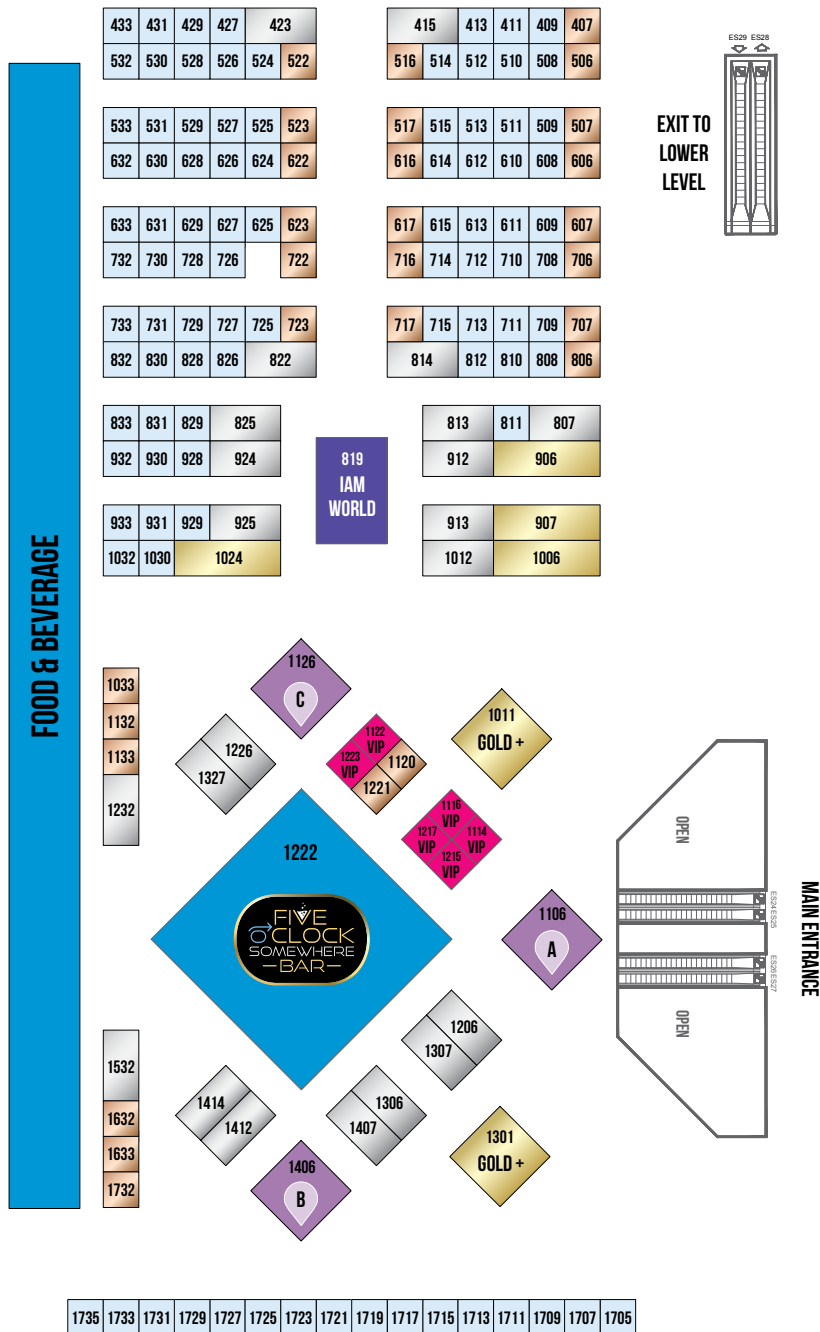 433 431 429 427 423 415 413 411 409 407
532 530 528 526 524 522 516 514 512 510 508 506
ES29 ES28
533 531 529 527 525 523 517 515 513 511 509 507
632 630 628 626 624 622 616 614 612 610 608 606
EXIT TO
LOWER
LEVEL
633 631 629 627 625 623 617 615 613 611 609 607
732 730 728 726 722 716 714 712 710 708 706
733 731 729 727 725 723 717 715 713 711 709 707
832 830 828 826 822 814 812 810 808 806
833 831 829 825 813 811 807
932 930 928 924 912 906
819
IAM
WORLD
933 931 929 925 913 907
1032 1030 1024 1012 1006
FOOD & BEVERAGE
1033
1132
1133
1232
1126
C
1226
1327
1122
VIP
1223
VIP
1120
1221
1011
GOLD +
1116
VIP
1217
VIP
1114
VIP
1215
VIP
1222
FIVE
O'CLOCK
SOMEWHERE
BAR
1106
A
OPEN
ES24 ES25
ES26 ES27
OPEN
MAIN ENTRANCE
1206
1307
1532
1632
1633
1732
1414
1412
1306
1407
1406
B
1301
GOLD +
1735 1733 1731 1729 1727 1725 1723 1721 1719 1717 1715 1713 1711 1709 1707 1705